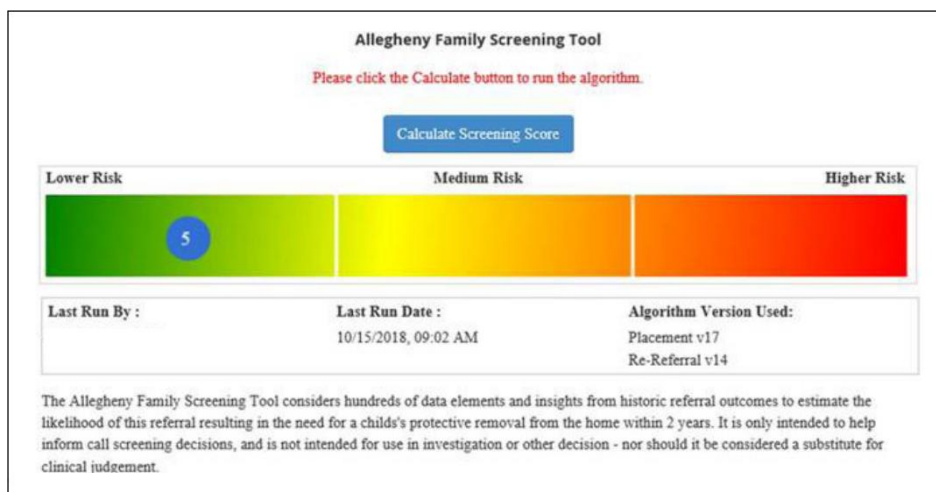 Allegheny Family Screening Tool
Please click the Calculate button to run the algorithm.
Calculate Screening Score
Lower Risk
Medium Risk
Higher Risk
5
Last Run By :
Last Run Date :
Algorithm Version Used:
10/15/2018, 09:02 AM
Placement v17
Re-Referral v14
The Allegheny Family Screening Tool considers hundreds of data elements and insights from historic referral outcomes to estimate the
likelihood of this referral resulting in the need for a childs's protective removal from the home within 2 years. It is only intended to help
inform call screening decisions, and is not intended for use in investigation or other decision - nor should it be considered a substitute for
clinical judgement.